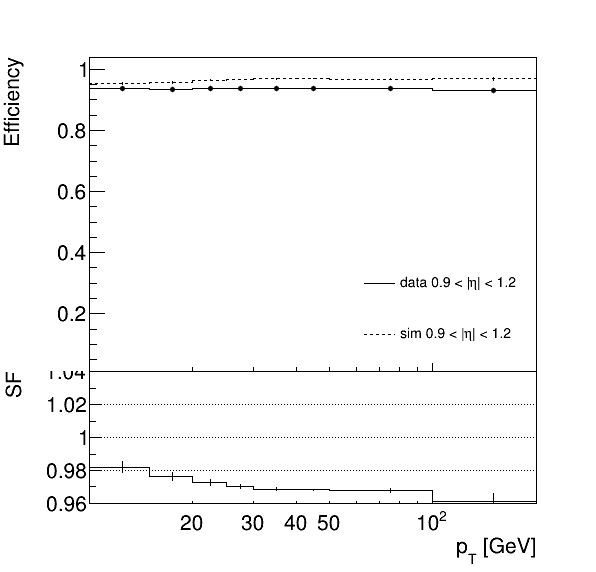 Efficiency
1
0.8
0.6
0.4
0.2
data 0.9 < |η| < 1.2
sim 0.9 < |η| < 1.2
SF
1.04
1.02
1
0.98
0.96
20 30 40 50 10²
p_T [GeV]